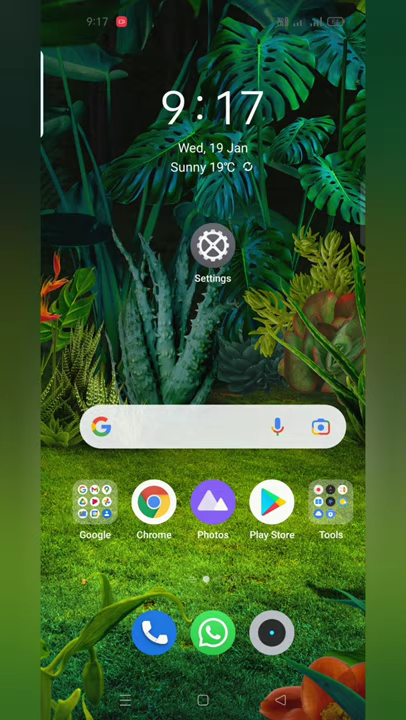 9:17
9:17
Wed, 19 Jan
Sunny 19°C
Settings
Google
Chrome
Photos
Play Store
Tools